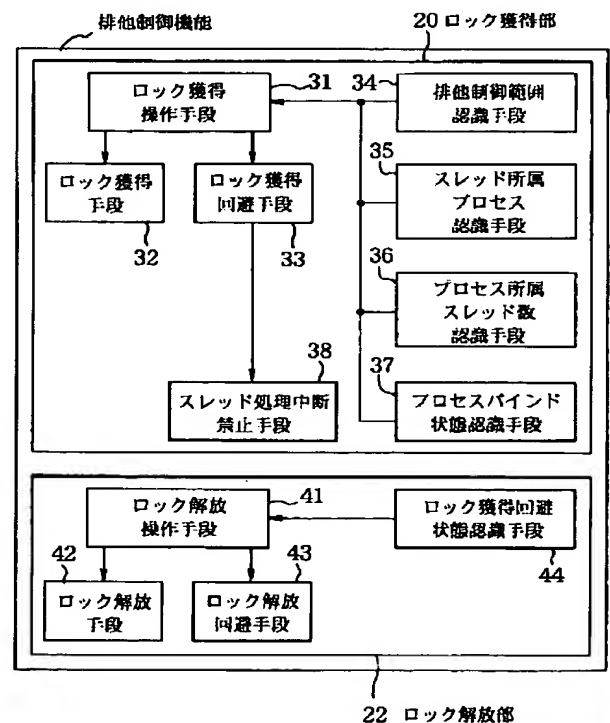 排他制御機能
20 ロック獲得部
ロック獲得
操作手段
31
34
排他制御範囲
認識手段
ロック獲得
手段
32
ロック獲得
回避手段
33
35
スレッド所属
プロセス
認識手段
36
プロセス所属
スレッド数
認識手段
38
スレッド処理中断
禁止手段
37
プロセスバインド
状態認識手段
ロック解放
操作手段
41
ロック獲得回避
状態認識手段
44
42
ロック解放
手段
43
ロック解放
回避手段
22 ロック解放部